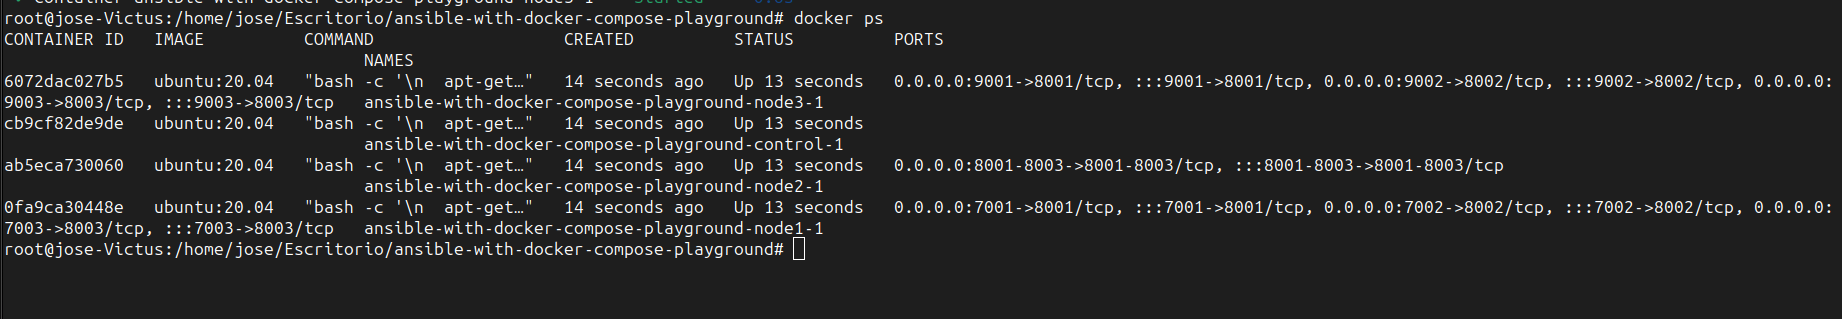 container ansible-with-docker-compose-playground-node3-1 Started
root@jose-Victus:/home/jose/Escritorio/ansible-with-docker-compose-playground# docker ps
CONTAINER ID   IMAGE          COMMAND                   CREATED          STATUS          PORTS
                                    NAMES
6072dac027b5   ubuntu:20.04   "bash -c '\n  apt-get…"   14 seconds ago   Up 13 seconds   0.0.0.0:9001->8001/tcp, :::9001->8001/tcp, 0.0.0.0:9002->8002/tcp, :::9002->8002/tcp, 0.0.0.0:
9003->8003/tcp, :::9003->8003/tcp   ansible-with-docker-compose-playground-node3-1
cb9cf82de9de   ubuntu:20.04   "bash -c '\n  apt-get…"   14 seconds ago   Up 13 seconds
                                    ansible-with-docker-compose-playground-control-1
ab5eca730060   ubuntu:20.04   "bash -c '\n  apt-get…"   14 seconds ago   Up 13 seconds   0.0.0.0:8001-8003->8001-8003/tcp, :::8001-8003->8001-8003/tcp
                                    ansible-with-docker-compose-playground-node2-1
0fa9ca30448e   ubuntu:20.04   "bash -c '\n  apt-get…"   14 seconds ago   Up 13 seconds   0.0.0.0:7001->8001/tcp, :::7001->8001/tcp, 0.0.0.0:7002->8002/tcp, :::7002->8002/tcp, 0.0.0.0:
7003->8003/tcp, :::7003->8003/tcp   ansible-with-docker-compose-playground-node1-1
root@jose-Victus:/home/jose/Escritorio/ansible-with-docker-compose-playground#